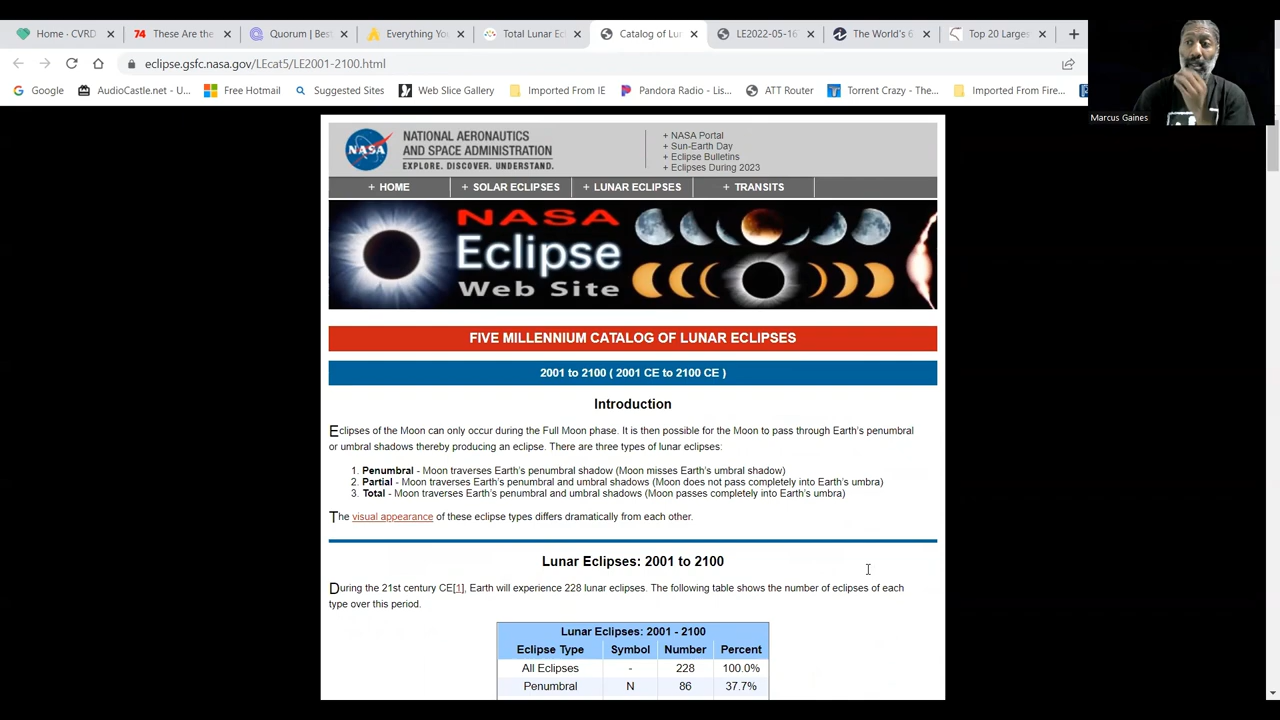 Home · CVRD
These Are the
Quorum | Best
Everything You
Total Lunar Ec
Catalog of Lu
LE2022-05-16
The World's 6
Top 20 Larges
eclipse.gsfc.nasa.gov/LEcat5/LE2001-2100.html
Google
AudioCastle.net - U...
Free Hotmail
Suggested Sites
Web Slice Gallery
Imported From IE
Pandora Radio - Lis...
ATT Router
Torrent Crazy - The...
Imported From Fire...
Marcus Gaines
NASA
NATIONAL AERONAUTICS
AND SPACE ADMINISTRATION
EXPLORE. DISCOVER. UNDERSTAND.
+ NASA Portal
+ Sun-Earth Day
+ Eclipse Bulletins
+ Eclipses During 2023
+ HOME
+ SOLAR ECLIPSES
+ LUNAR ECLIPSES
+ TRANSITS
NASA
Eclipse
Web Site
FIVE MILLENNIUM CATALOG OF LUNAR ECLIPSES
2001 to 2100 ( 2001 CE to 2100 CE )
Introduction
Eclipses of the Moon can only occur during the Full Moon phase. It is then possible for the Moon to pass through Earth's penumbral
or umbral shadows thereby producing an eclipse. There are three types of lunar eclipses:
1. Penumbral - Moon traverses Earth's penumbral shadow (Moon misses Earth's umbral shadow)
2. Partial - Moon traverses Earth's penumbral and umbral shadows (Moon does not pass completely into Earth's umbra)
3. Total - Moon traverses Earth's penumbral and umbral shadows (Moon passes completely into Earth's umbra)
The visual appearance of these eclipse types differs dramatically from each other.
Lunar Eclipses: 2001 to 2100
During the 21st century CE[1], Earth will experience 228 lunar eclipses. The following table shows the number of eclipses of each
type over this period.
Lunar Eclipses: 2001 - 2100
Eclipse Type Symbol Number Percent
All Eclipses - 228 100.0%
Penumbral N 86 37.7%